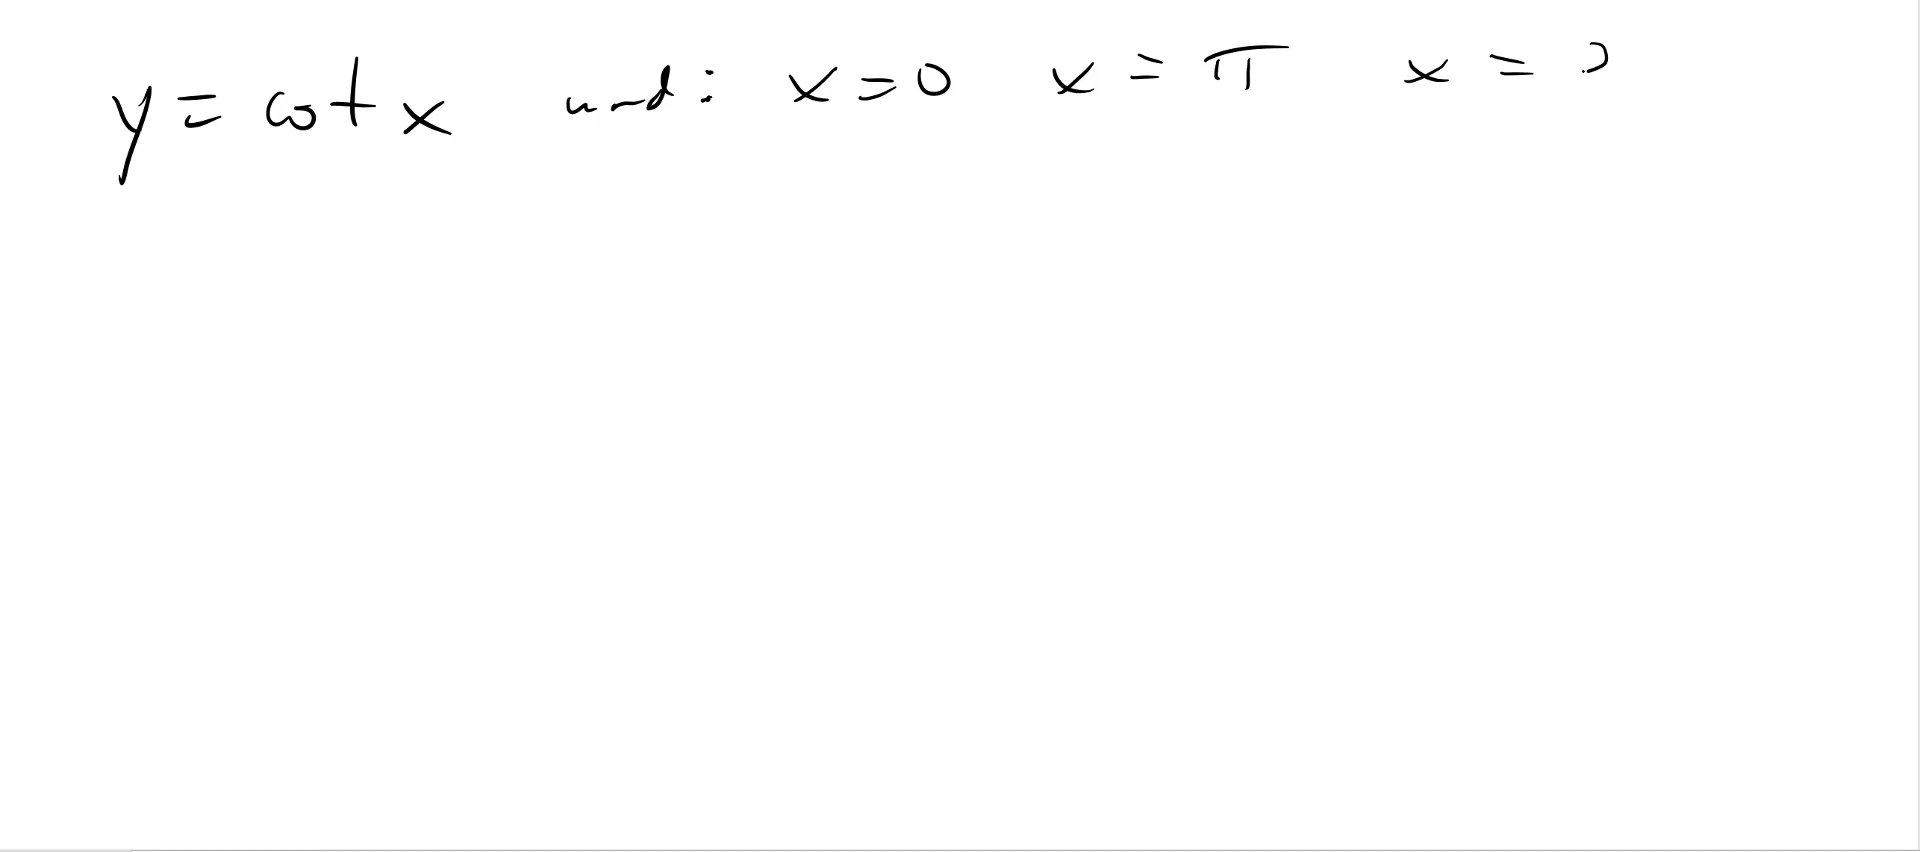 y = cot x und: x = 0 x = π x =